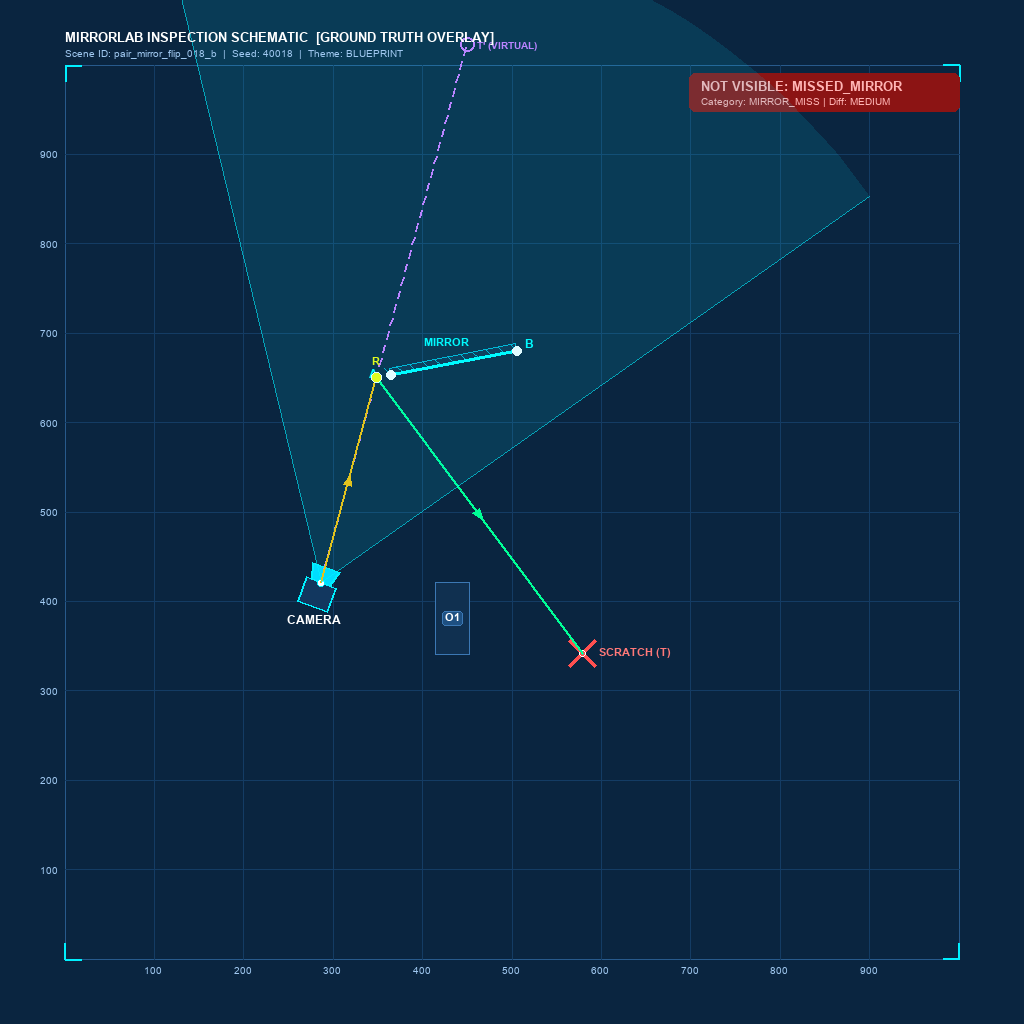 MIRRORLAB INSPECTION SCHEMATIC [GROUND TRUTH OVERLAY]
T' (VIRTUAL)
Scene ID: pair_mirror_flip_018_b | Seed: 40018 | Theme: BLUEPRINT
NOT VISIBLE: MISSED_MIRROR
Category: MIRROR_MISS | Diff: MEDIUM
900
800
700
MIRROR
B
R
600
500
400
CAMERA
O1
SCRATCH (T)
300
200
100
100 200 300 400 500 600 700 800 900